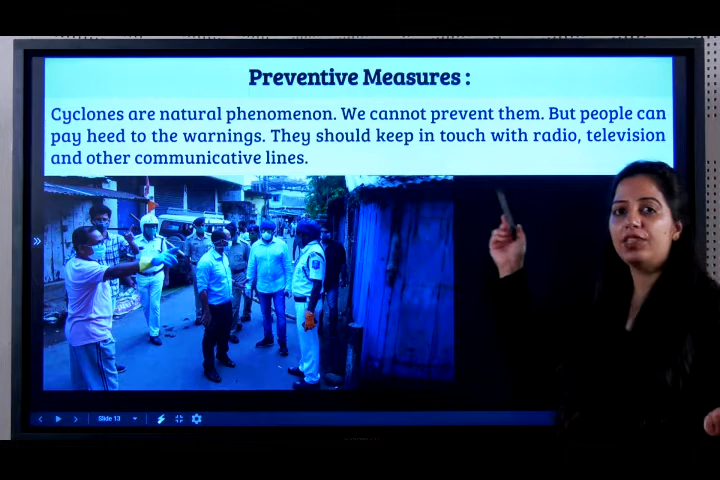 Preventive Measures :
Cyclones are natural phenomenon. We cannot prevent them. But people can
pay heed to the warnings. They should keep in touch with radio, television
and other communicative lines.
Slide 13